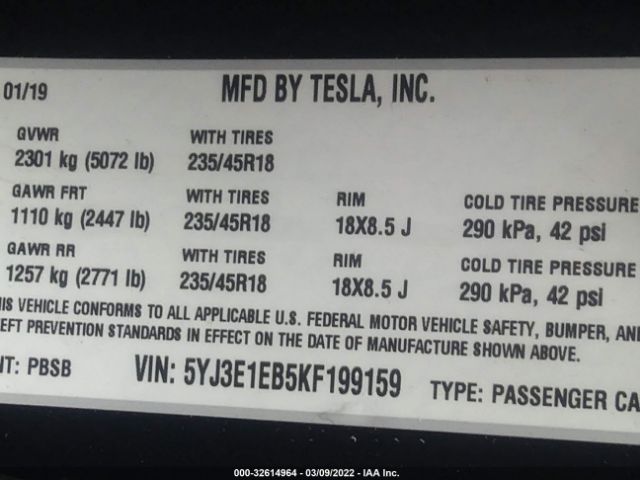 01/19 MFD BY TESLA, INC.
GVWR WITH TIRES
2301 kg (5072 lb) 235/45R18
GAWR FRT WITH TIRES RIM COLD TIRE PRESSURE
1110 kg (2447 lb) 235/45R18 18X8.5 J 290 kPa, 42 psi
GAWR RR WITH TIRES RIM COLD TIRE PRESSURE
1257 kg (2771 lb) 235/45R18 18X8.5 J 290 kPa, 42 psi
HIS VEHICLE CONFORMS TO ALL APPLICABLE U.S. FEDERAL MOTOR VEHICLE SAFETY, BUMPER, AND
EFT PREVENTION STANDARDS IN EFFECT ON THE DATE OF MANUFACTURE SHOWN ABOVE.
NT: PBSB VIN: 5YJ3E1EB5KF199159 TYPE: PASSENGER CA
000-32614964 - 03/09/2022 - IAA Inc.